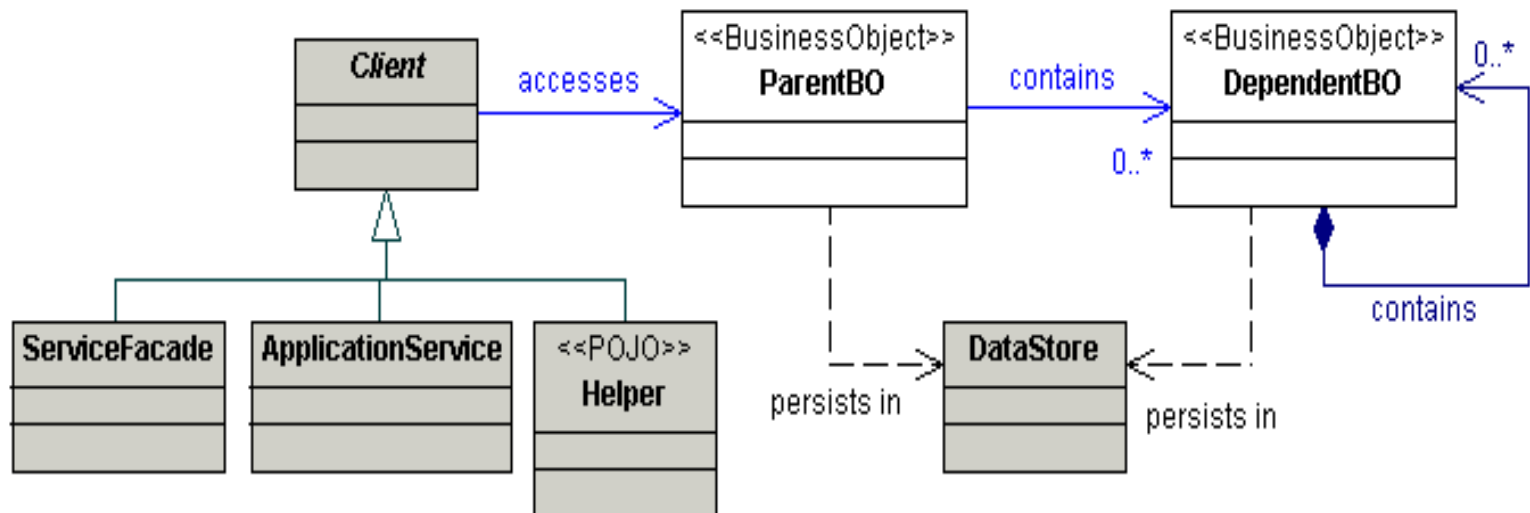 Client
accesses
<<BusinessObject>>
ParentBO
contains
0..*
<<BusinessObject>>
DependentBO
0..*
contains
ServiceFacade
ApplicationService
<<POJO>>
Helper
DataStore
persists in
persists in